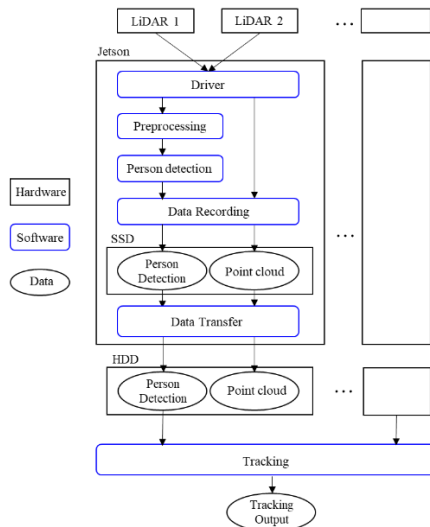 LiDAR 1
LiDAR 2
...
Jetson
Driver
Preprocessing
Person detection
Hardware
Data Recording
Software
SSD
...
Person
Detection
Point cloud
Data
Data Transfer
HDD
Person
Detection
Point cloud
...
Tracking
Tracking
Output